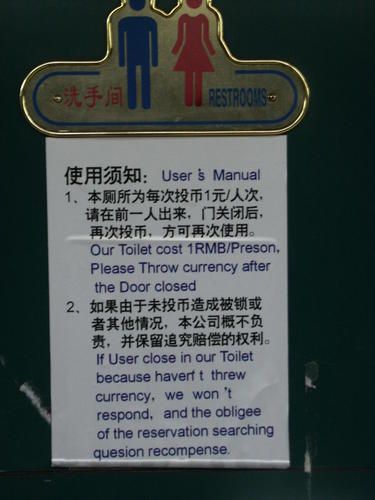 洗手间 RESTROOMS
使用须知: User's Manual
1、本厕所为每次投币1元/人次,
请在前一人出来,门关闭后,
再次投币,方可再次使用。
Our Toilet cost 1RMB/Preson,
Please Throw currency after
the Door closed
2、如果由于未投币造成被锁或
者其他情况,本公司概不负
责,并保留追究赔偿的权利。
If User close in our Toilet
because haven't threw
currency, we won't
respond, and the obligee
of the reservation searching
quesion recompense.